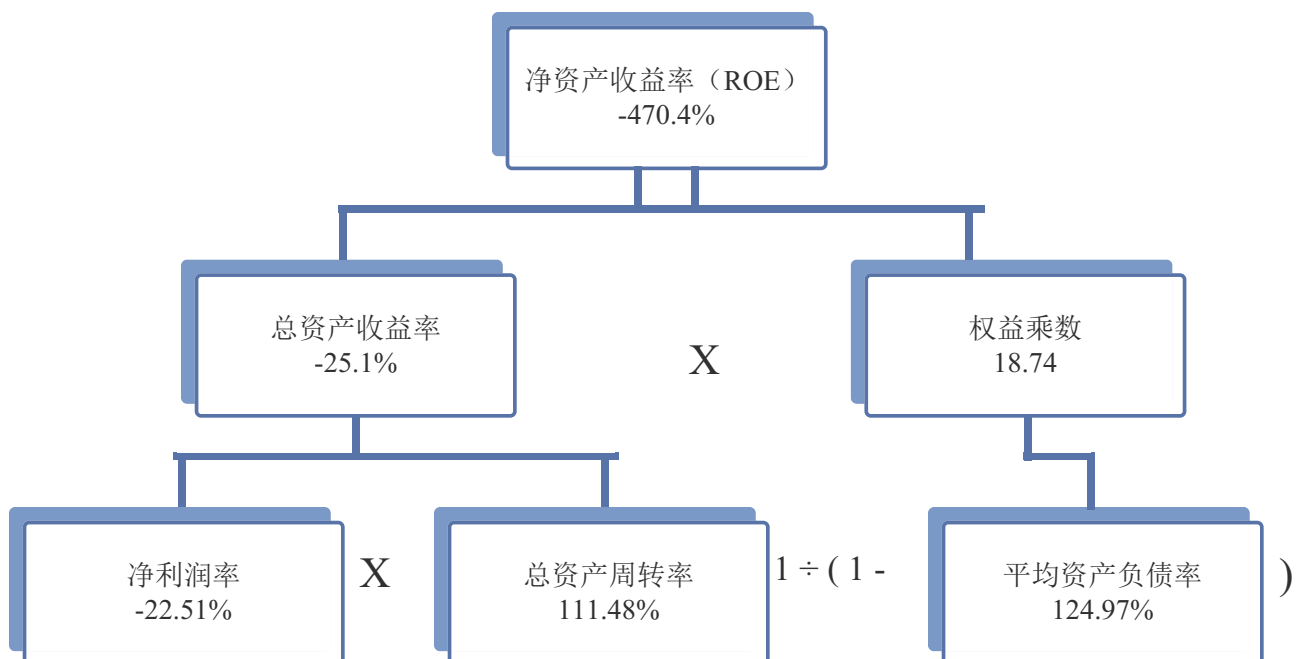 净资产收益率（ROE）
-470.4%
总资产收益率
-25.1%
X
权益乘数
18.74
净利润率
-22.51%
X
总资产周转率
111.48%
1 ÷ ( 1 -
平均资产负债率
124.97%
)